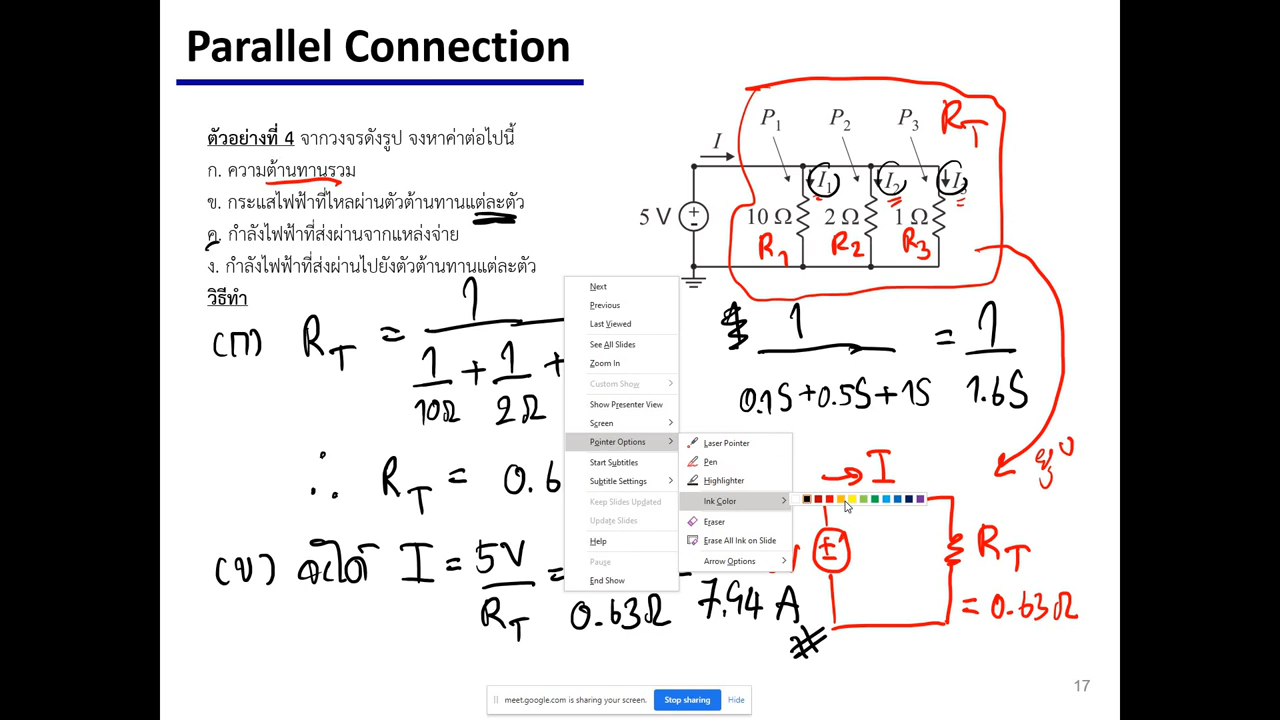 Parallel Connection
ตัวอย่างที่ 4 จากวงจรดังรูป จงหาค่าต่อไปนี้
ก. ความต้านทานรวม
ข. กระแสไฟฟ้าที่ไหลผ่านตัวต้านทานแต่ละตัว
ค. กำลังไฟฟ้าที่ส่งผ่านจากแหล่งจ่าย
ง. กำลังไฟฟ้าที่ส่งผ่านไปยังตัวต้านทานแต่ละตัว
วิธีทำ
P1 P2 P3 RT
I
I1 I2 I3
5 V + - 10 Ω 2 Ω 1 Ω
R1 R2 R3
(ก) RT = 1
1/10Ω + 1/2Ω +
1 / 0.1S + 0.5S + 1S = 1 / 1.6S
∴ RT = 0.6
(ข) จะได้ I = 5V / RT = 0.63Ω 7.94 A
→ I
RT
= 0.63Ω
Next
Previous
Last Viewed
See All Slides
Zoom In
Custom Show
Show Presenter View
Screen
Pointer Options
Start Subtitles
Subtitle Settings
Keep Slides Updated
Update Slides
Help
Pause
End Show
Laser Pointer
Pen
Highlighter
Ink Color
Eraser
Erase All Ink on Slide
Arrow Options
17
meet.google.com is sharing your screen. Stop sharing Hide